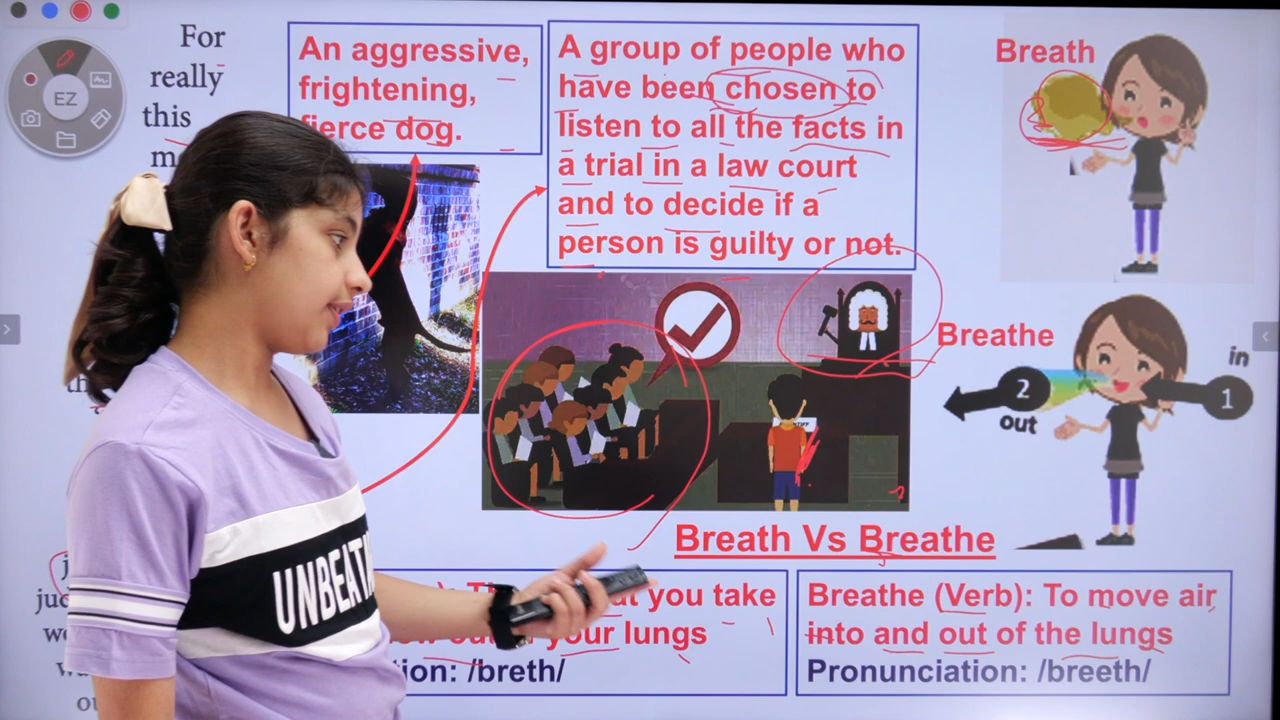 EZ
For
really
this
An aggressive,
frightening,
fierce dog.
A group of people who
have been chosen to
listen to all the facts in
a trial in a law court
and to decide if a
person is guilty or not.
Breath
Breathe
in
1
2
out
Breath Vs Breathe
you take
your lungs
/breth/
Breathe (Verb): To move air
into and out of the lungs
Pronunciation: /breeth/